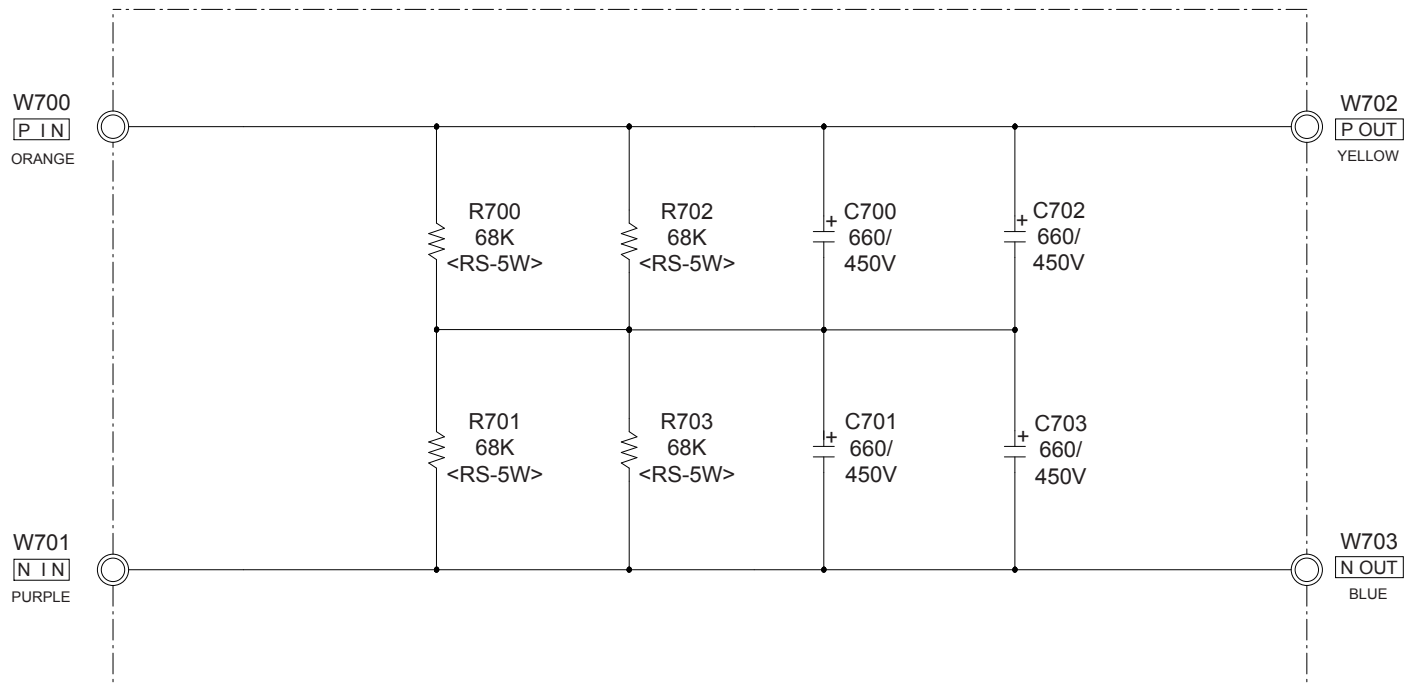 W700
P IN
ORANGE
W702
P OUT
YELLOW
R700
68K
<RS-5W>
R702
68K
<RS-5W>
+
C700
660/
450V
+
C702
660/
450V
R701
68K
<RS-5W>
R703
68K
<RS-5W>
+
C701
660/
450V
+
C703
660/
450V
W701
N IN
PURPLE
W703
N OUT
BLUE